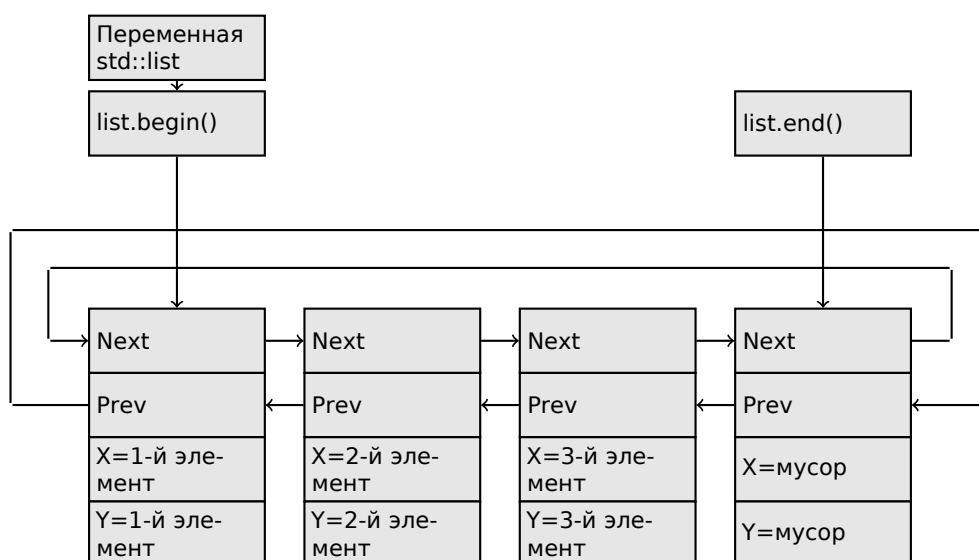 Переменная
std::list
list.begin()
list.end()
Next
Next
Next
Next
Prev
Prev
Prev
Prev
X=1-й эле-
мент
X=2-й эле-
мент
X=3-й эле-
мент
X=мусор
Y=1-й эле-
мент
Y=2-й эле-
мент
Y=3-й эле-
мент
Y=мусор